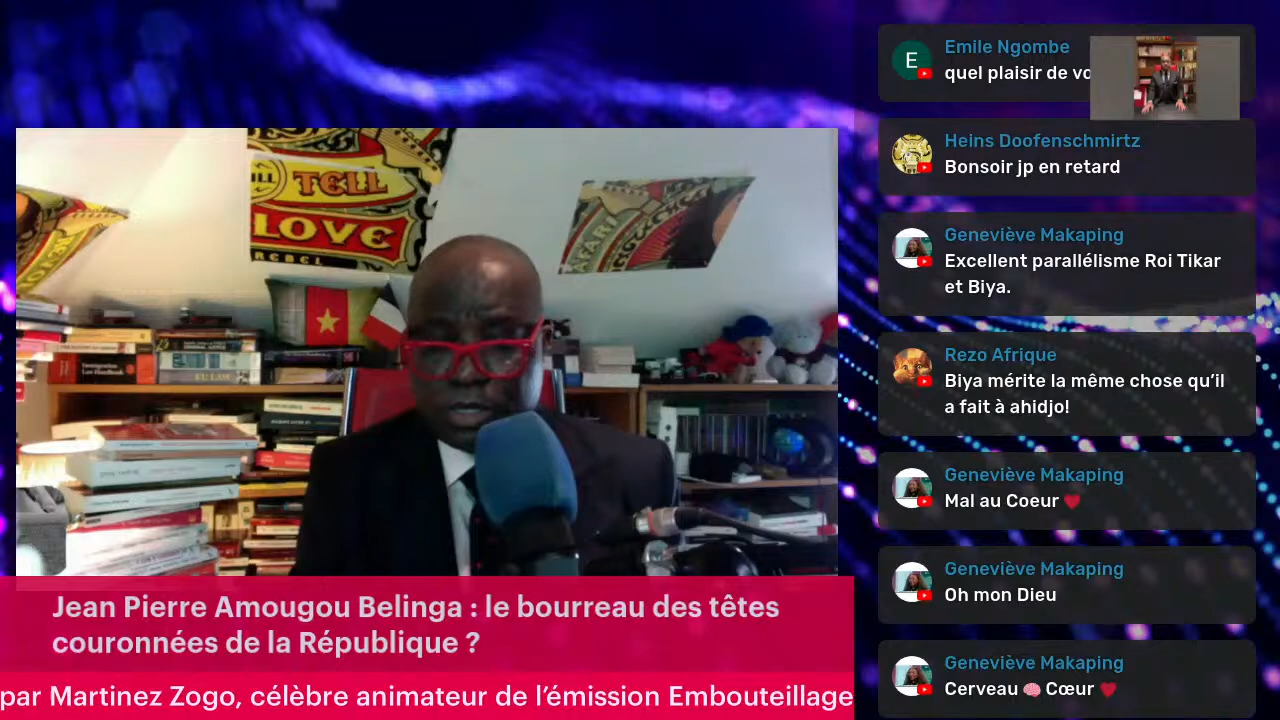 TELL
LOVE
REBEL
EU LAW
Emile Ngombe
quel plaisir de vo
Heins Doofenschmirtz
Bonsoir jp en retard
Geneviève Makaping
Excellent parallélisme Roi Tikar
et Biya.
Rezo Afrique
Biya mérite la même chose qu’il
a fait à ahidjo!
Geneviève Makaping
Mal au Coeur ♥
Geneviève Makaping
Oh mon Dieu
Geneviève Makaping
Cerveau 🧠 Cœur ♥
Jean Pierre Amougou Belinga : le bourreau des têtes
couronnées de la République ?
par Martinez Zogo, célèbre animateur de l’émission Embouteillage